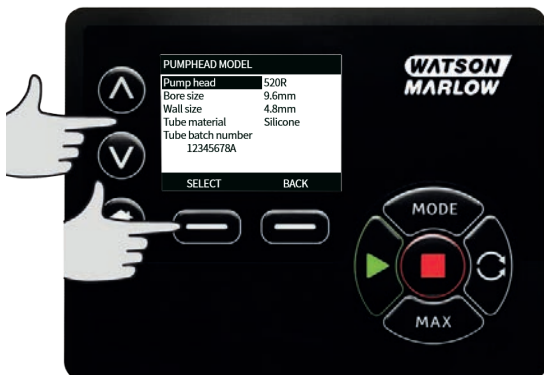 PUMPHEAD MODEL
Pump head 520R
Bore size 9.6mm
Wall size 4.8mm
Tube material Silicone
Tube batch number
12345678A
SELECT BACK
WATSON
MARLOW
MODE
MAX